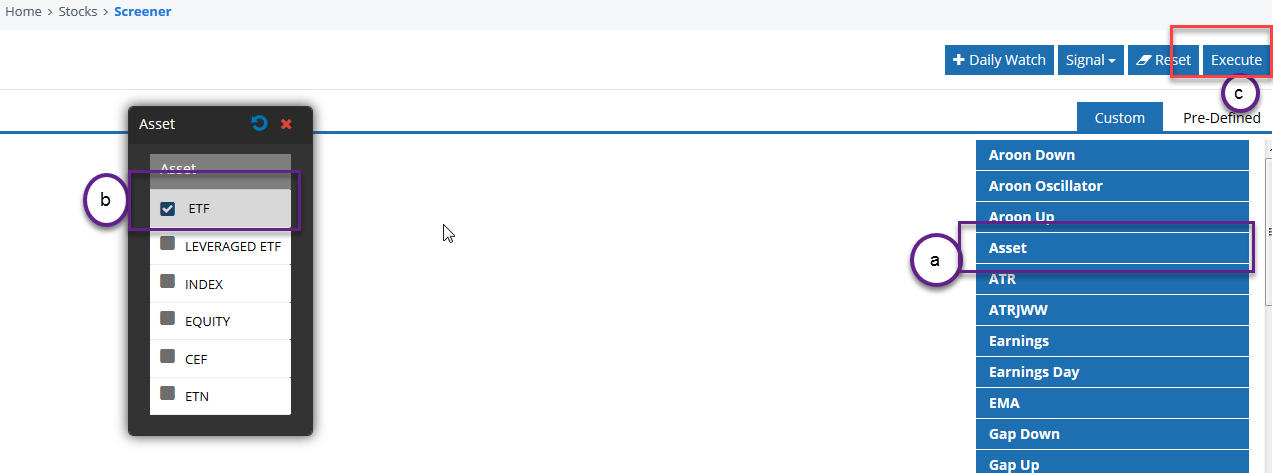 Home > Stocks > Screener
Daily Watch
Signal
Reset
Execute
c
Custom
Pre-Defined
Asset
Asset
b
ETF
LEVERAGED ETF
INDEX
EQUITY
CEF
ETN
Aroon Down
Aroon Oscillator
Aroon Up
a
Asset
ATR
ATRJWW
Earnings
Earnings Day
EMA
Gap Down
Gap Up